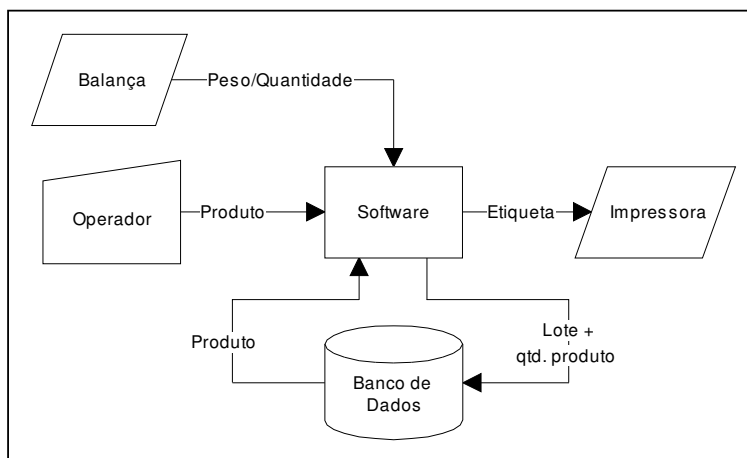 Balança
Peso/Quantidade
Operador
Produto
Software
Etiqueta
Impressora
Produto
Lote +
qtd. produto
Banco de
Dados